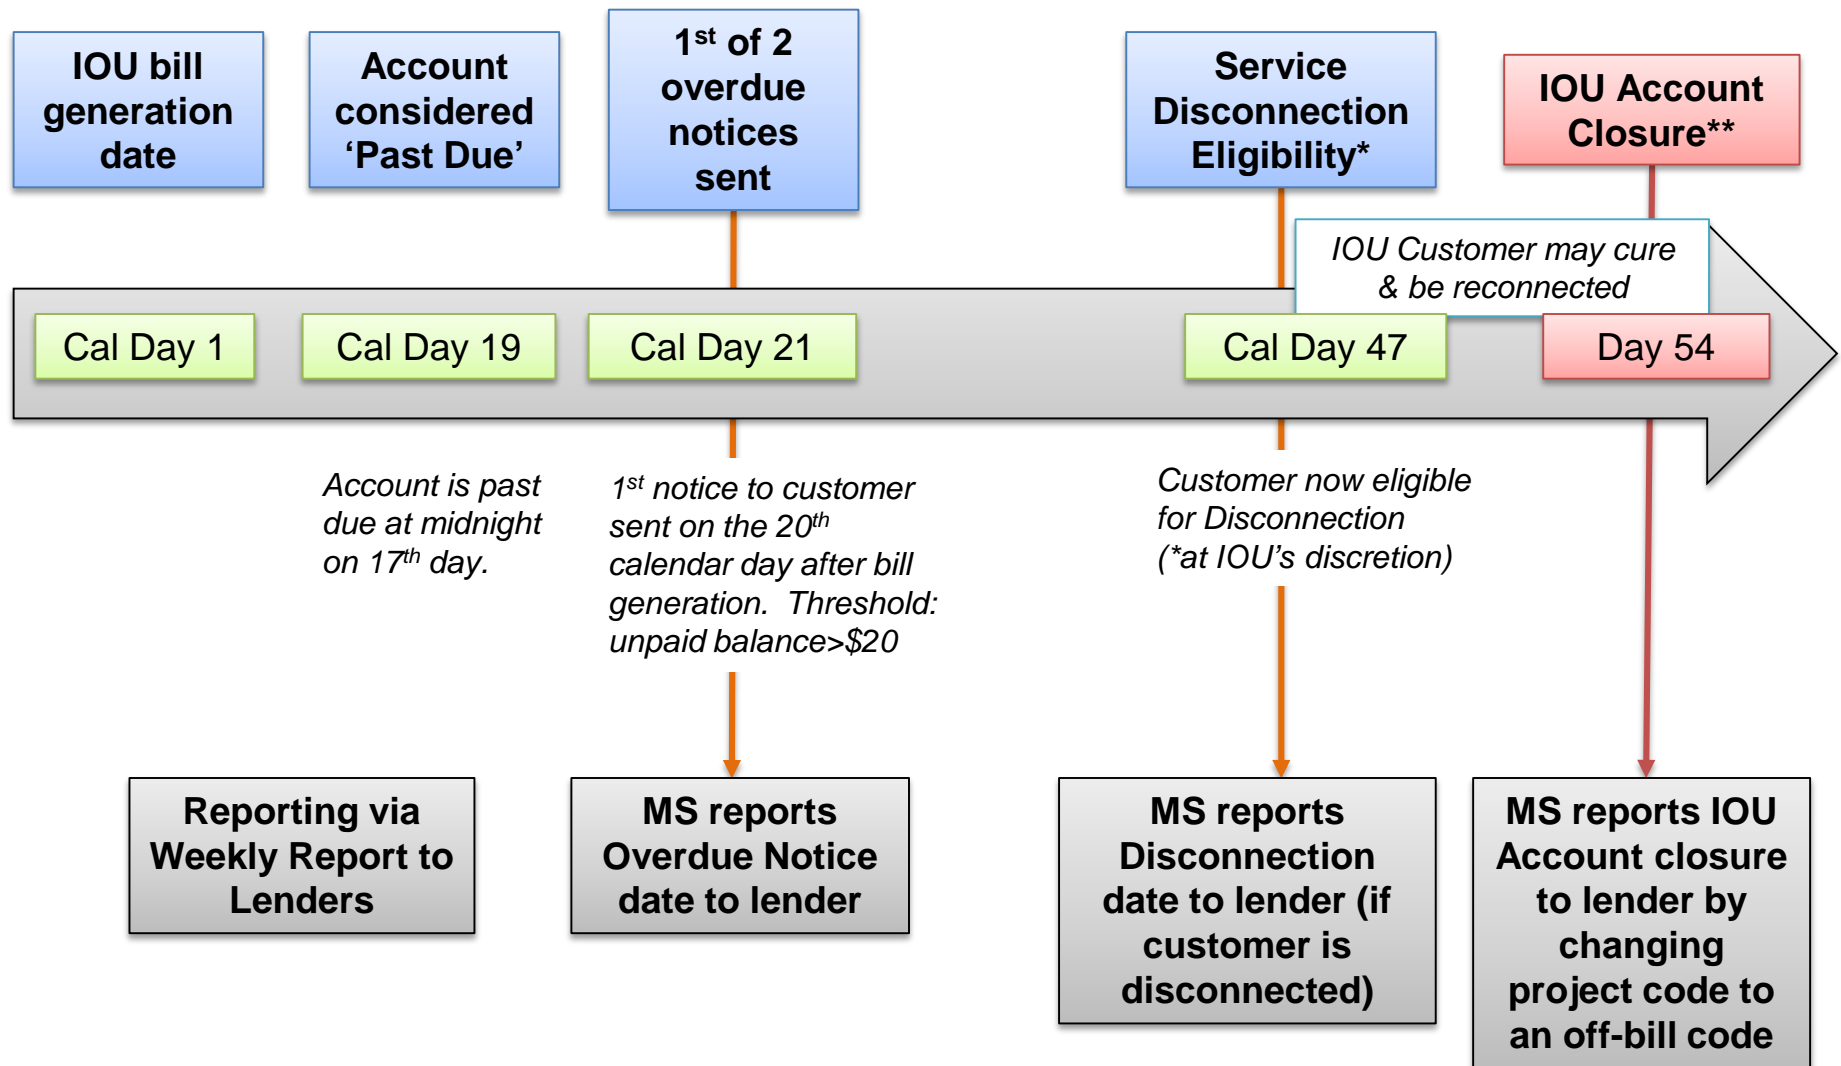 IOU bill
generation
date
Account
considered
‘Past Due’
1st of 2
overdue
notices
sent
Service
Disconnection
Eligibility*
IOU Account
Closure**
IOU Customer may cure
& be reconnected
Cal Day 1
Cal Day 19
Cal Day 21
Cal Day 47
Day 54
Account is past
due at midnight
on 17th day.
1st notice to customer
sent on the 20th
calendar day after bill
generation.  Threshold:
unpaid balance>$20
Customer now eligible
for Disconnection
(*at IOU’s discretion)
Reporting via
Weekly Report to
Lenders
MS reports
Overdue Notice
date to lender
MS reports
Disconnection
date to lender (if
customer is
disconnected)
MS reports IOU
Account closure
to lender by
changing
project code to
an off-bill code